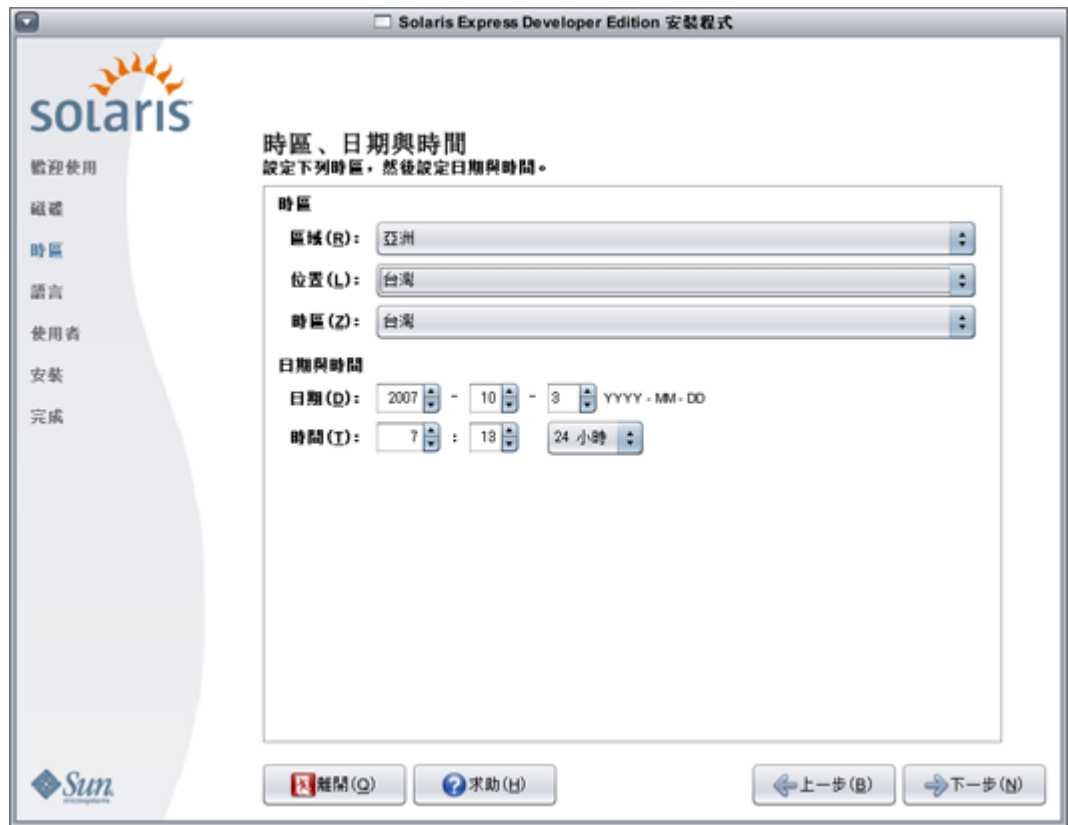 Solaris Express Developer Edition 安裝程式
solaris
歡迎使用
磁碟
時區
語言
使用者
安裝
完成
時區、日期與時間
設定下列時區，然後設定日期與時間。
時區
區域(R)： 亞洲
位置(L)： 台灣
時區(Z)： 台灣
日期與時間
日期(D)： 2007 - 10 - 3 YYYY - MM - DD
時間(T)： 7 : 13 24 小時
Sun
microsystems
離開(Q) 求助(H) 上一步(B) 下一步(N)